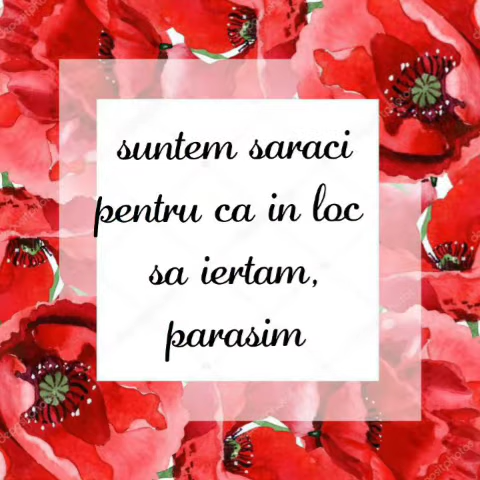 suntem saraci
pentru ca in loc
sa iertam,
parasim